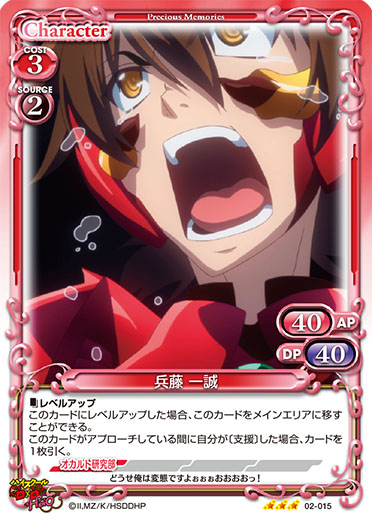 Precious Memories
Character
COST
3
SOURCE
2
40 AP
DP 40
兵藤 一誠
レベルアップ
このカードにレベルアップした場合、このカードをメインエリアに移す
ことができる。
このカードがアプローチしている間に自分が《支援》した場合、カードを
1枚引く。
オカルト研究部
どうせ俺は変態ですよぉぉぉおおおおっ!
ハイスクール
©II,MZ/K/HSDDHP
02-015